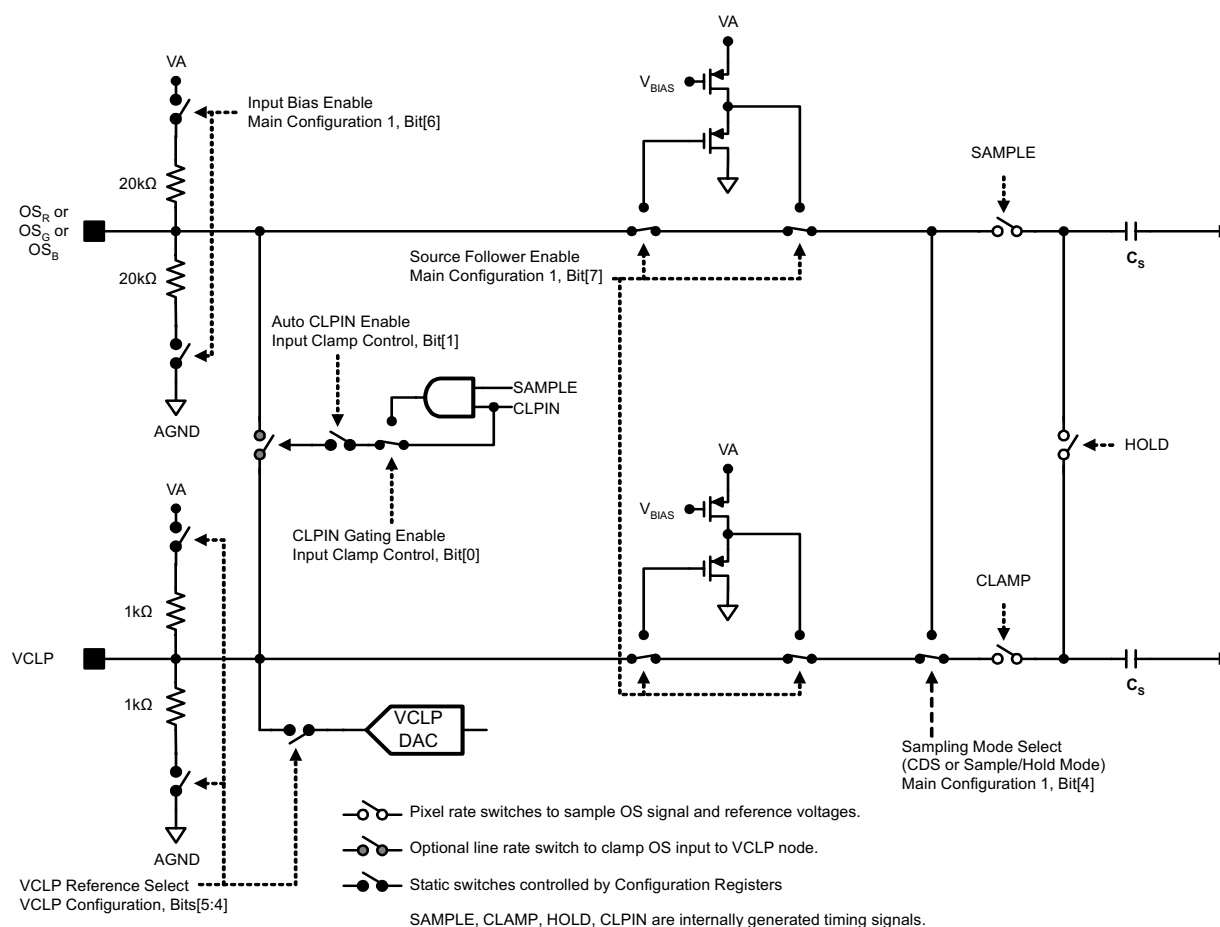 VA
VA
Input Bias Enable
Main Configuration 1, Bit[6]
V_BIAS
SAMPLE
20kΩ
OS_R or
OS_G or
OS_B
20kΩ
Source Follower Enable
Main Configuration 1, Bit[7]
C_S
Auto CLPIN Enable
Input Clamp Control, Bit[1]
SAMPLE
CLPIN
AGND
HOLD
VA
VA
V_BIAS
CLPIN Gating Enable
Input Clamp Control, Bit[0]
CLAMP
1kΩ
VCLP
1kΩ
C_S
VCLP
DAC
Sampling Mode Select
(CDS or Sample/Hold Mode)
Main Configuration 1, Bit[4]
Pixel rate switches to sample OS signal and reference voltages.
Optional line rate switch to clamp OS input to VCLP node.
AGND
VCLP Reference Select
VCLP Configuration, Bits[5:4]
Static switches controlled by Configuration Registers
SAMPLE, CLAMP, HOLD, CLPIN are internally generated timing signals.